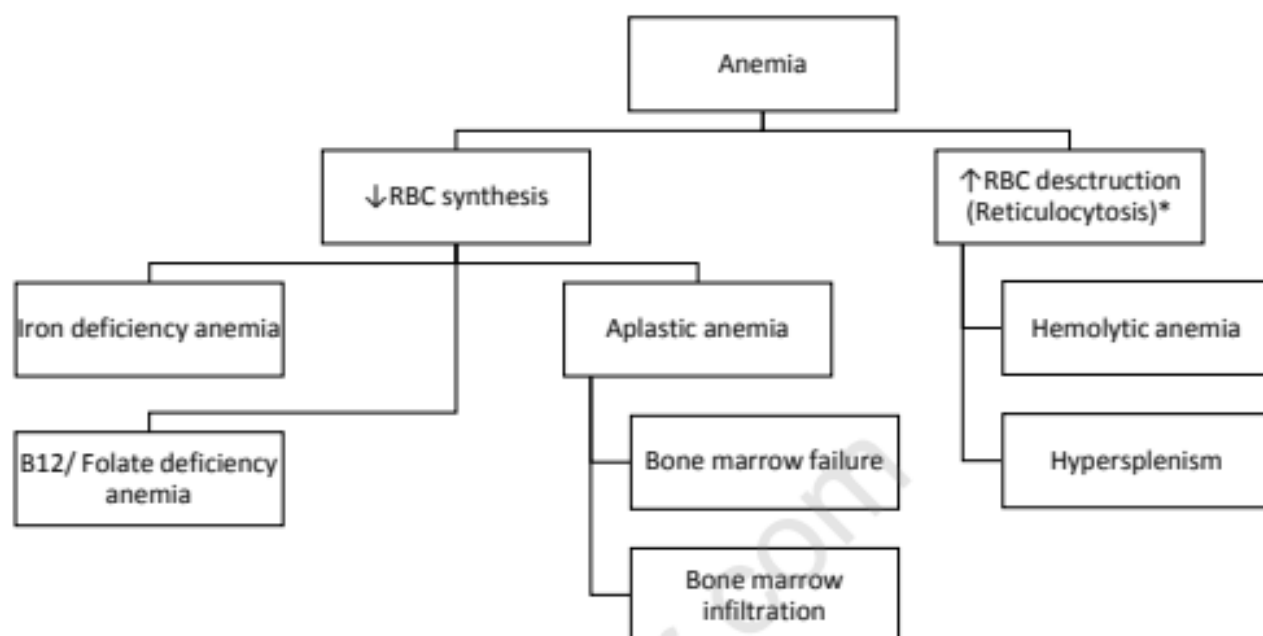 Anemia
↓RBC synthesis
↑RBC desctruction
(Reticulocytosis)*
Iron deficiency anemia
Aplastic anemia
Hemolytic anemia
B12/ Folate deficiency
anemia
Bone marrow failure
Hypersplenism
Bone marrow
infiltration
com